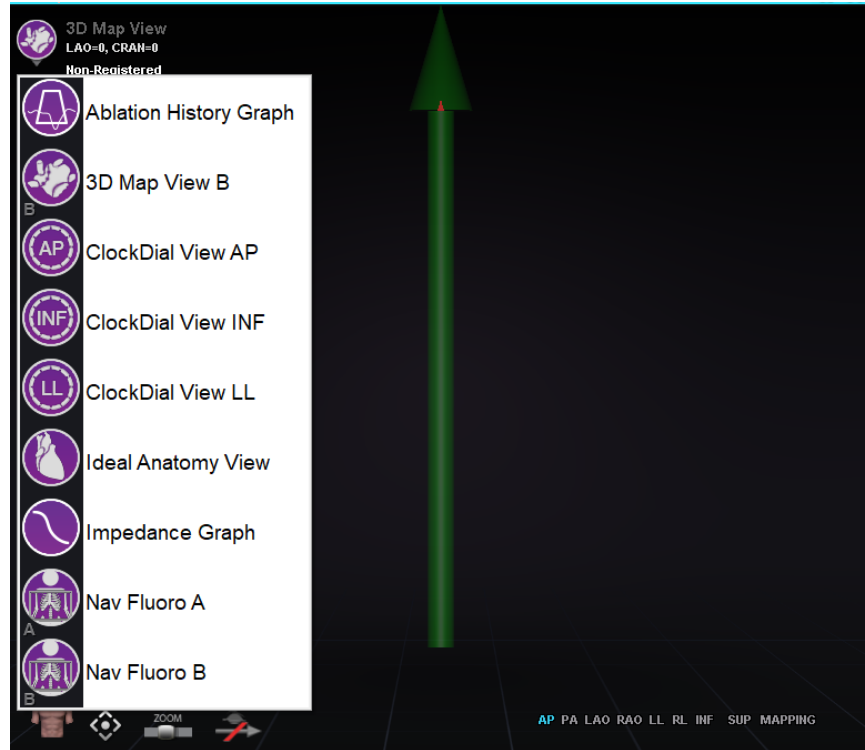 3D Map View
LAO=0, CRAN=0
Non-Registered
Ablation History Graph
3D Map View B
B
AP
ClockDial View AP
INF
ClockDial View INF
LL
ClockDial View LL
Ideal Anatomy View
Impedance Graph
Nav Fluoro A
A
Nav Fluoro B
B
ZOOM
AP PA LAO RAO LL RL INF SUP MAPPING